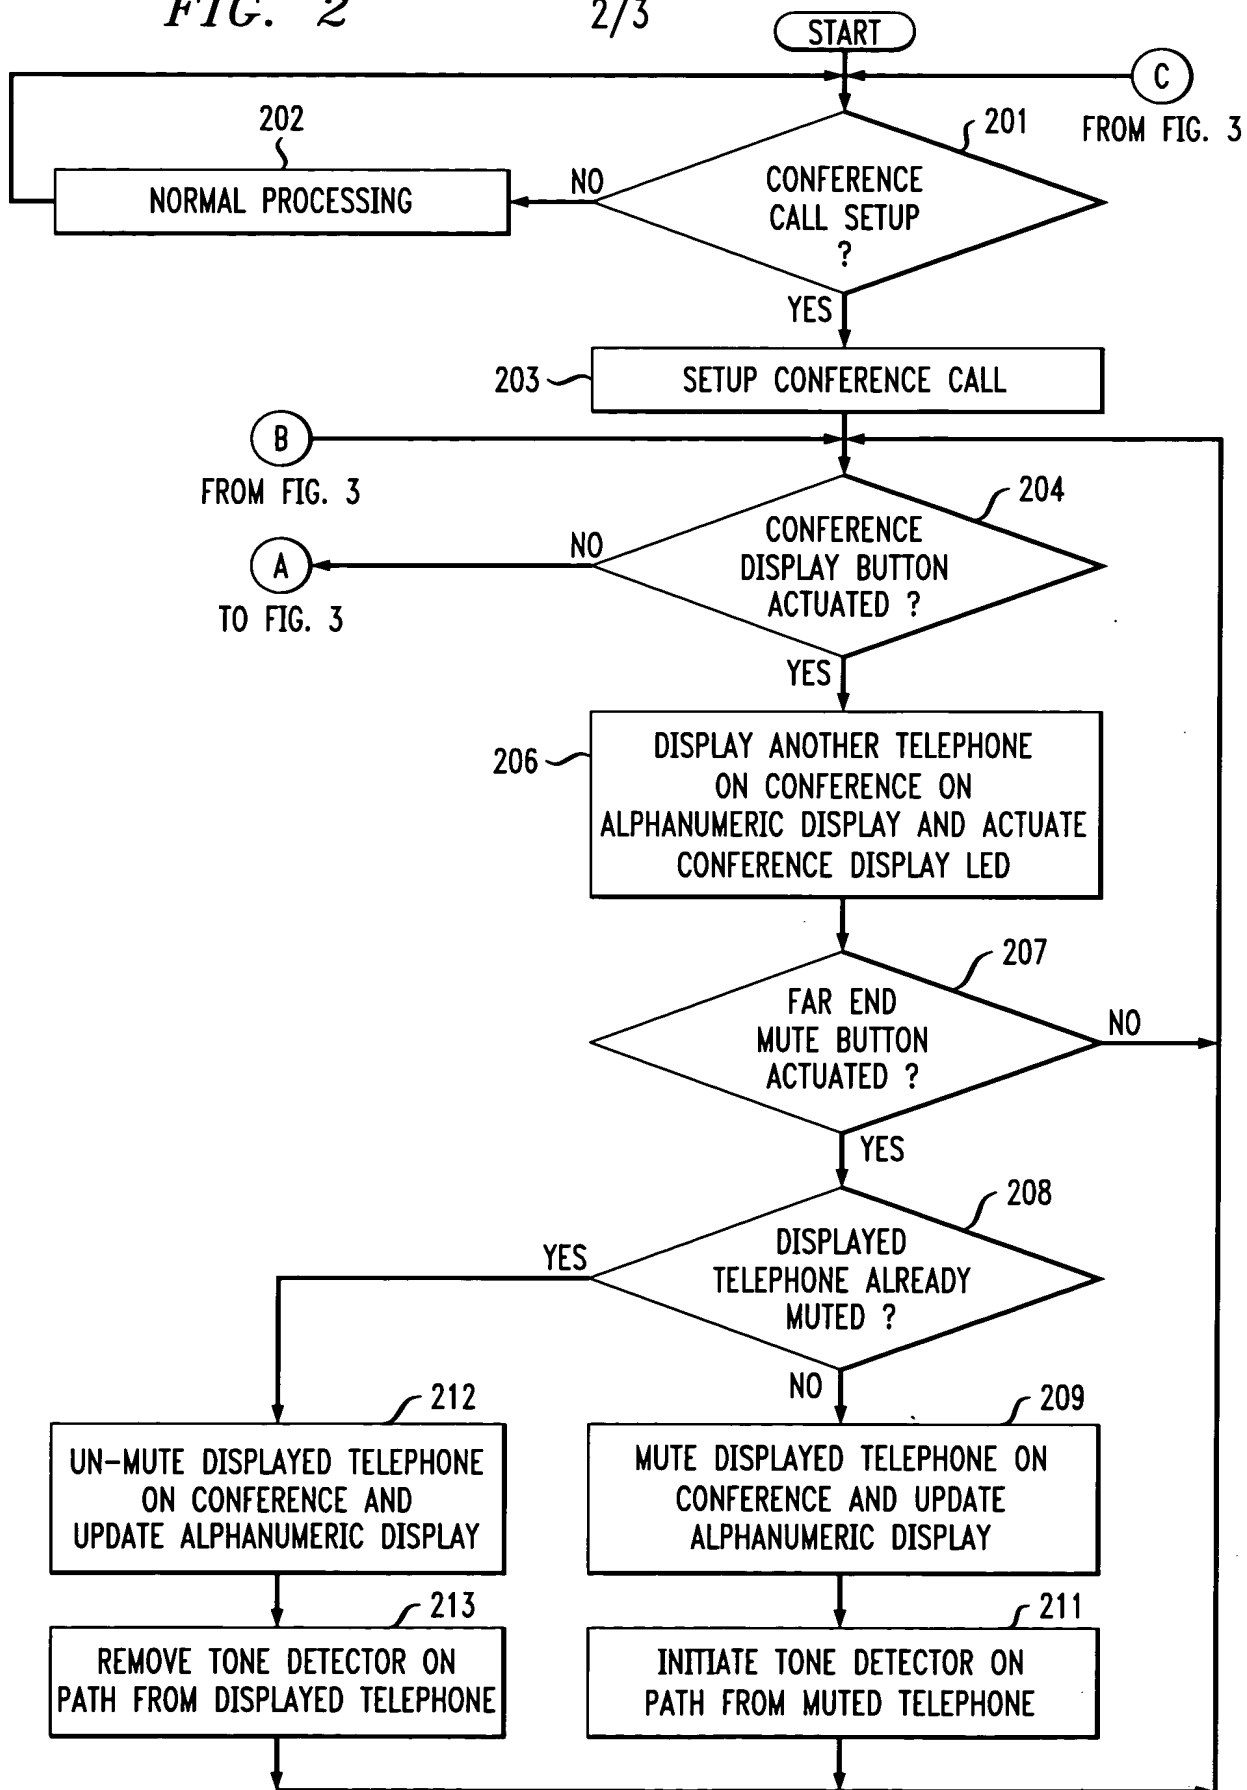 FIG. 2
2/3
START
C
FROM FIG. 3
201
202
CONFERENCE
CALL SETUP
?
NO
NORMAL PROCESSING
YES
203
SETUP CONFERENCE CALL
B
FROM FIG. 3
204
CONFERENCE
DISPLAY BUTTON
ACTUATED ?
NO
A
TO FIG. 3
YES
206
DISPLAY ANOTHER TELEPHONE
ON CONFERENCE ON
ALPHANUMERIC DISPLAY AND ACTUATE
CONFERENCE DISPLAY LED
207
FAR END
MUTE BUTTON
ACTUATED ?
NO
YES
208
DISPLAYED
TELEPHONE ALREADY
MUTED ?
YES
NO
212
UN-MUTE DISPLAYED TELEPHONE
ON CONFERENCE AND
UPDATE ALPHANUMERIC DISPLAY
209
MUTE DISPLAYED TELEPHONE ON
CONFERENCE AND UPDATE
ALPHANUMERIC DISPLAY
213
REMOVE TONE DETECTOR ON
PATH FROM DISPLAYED TELEPHONE
211
INITIATE TONE DETECTOR ON
PATH FROM MUTED TELEPHONE